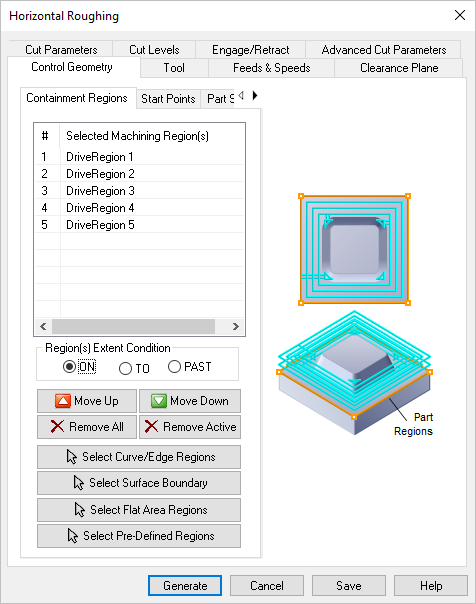 Horizontal Roughing
Cut Parameters Cut Levels Engage/Retract Advanced Cut Parameters
Control Geometry Tool Feeds & Speeds Clearance Plane
Containment Regions Start Points Part S
# Selected Machining Region(s)
1 DriveRegion 1
2 DriveRegion 2
3 DriveRegion 3
4 DriveRegion 4
5 DriveRegion 5
Region(s) Extent Condition
ON TO PAST
Move Up Move Down
Remove All Remove Active
Select Curve/Edge Regions
Select Surface Boundary
Select Flat Area Regions
Select Pre-Defined Regions
Part
Regions
Generate Cancel Save Help